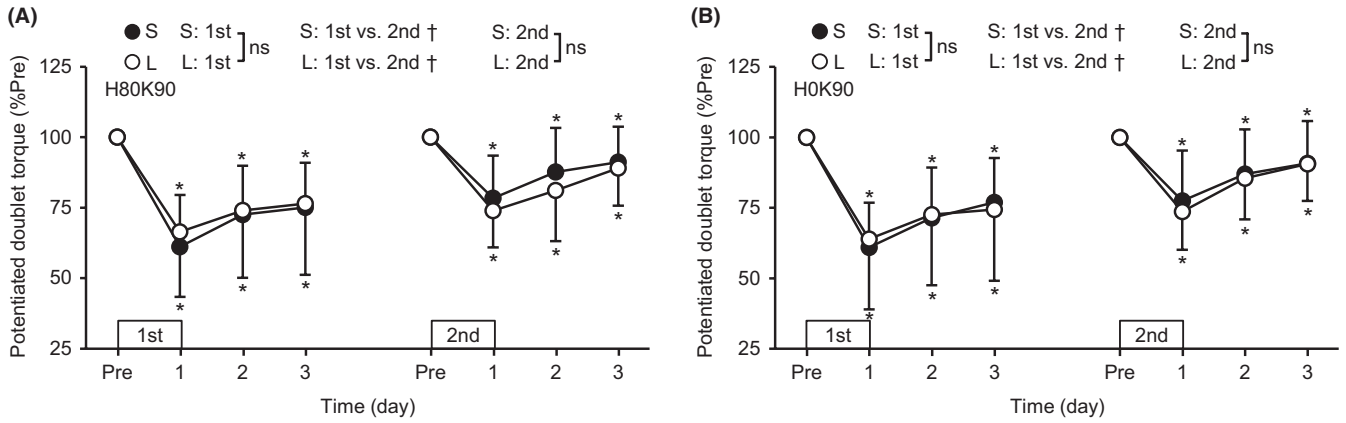 (A)
S S: 1st S: 1st vs. 2nd † S: 2nd
ns ns
L L: 1st L: 1st vs. 2nd † L: 2nd
H80K90
Potentiated doublet torque (%Pre)
125
100
75
50
25
* * * * * *
* * * * * *
1st 2nd
Pre 1 2 3 Pre 1 2 3
Time (day)
(B)
S S: 1st S: 1st vs. 2nd † S: 2nd
ns ns
L L: 1st L: 1st vs. 2nd † L: 2nd
H0K90
Potentiated doublet torque (%Pre)
125
100
75
50
25
* * * * * *
* * * * * *
1st 2nd
Pre 1 2 3 Pre 1 2 3
Time (day)